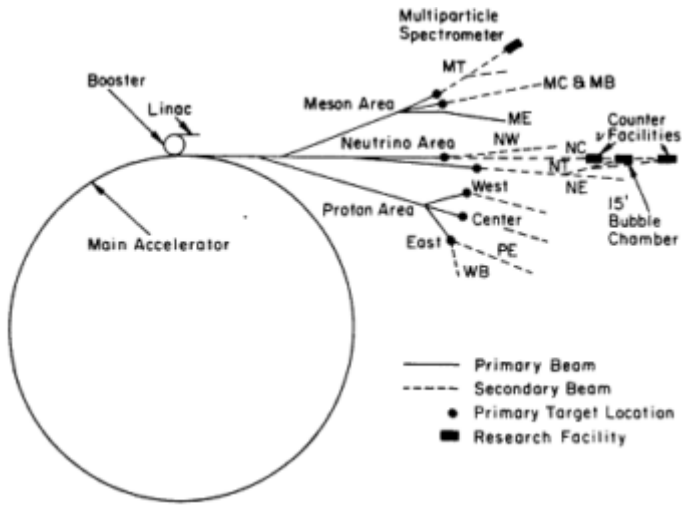 Multiparticle
Spectrometer
MT
Booster
Linac
MC & MB
Meson Area
ME
Counter
ν Facilities
Neutrino Area
NW
NC
NT
NE
15'
Bubble
Chamber
West
Proton Area
Center
East
PE
WB
Main Accelerator
Primary Beam
Secondary Beam
Primary Target Location
Research Facility